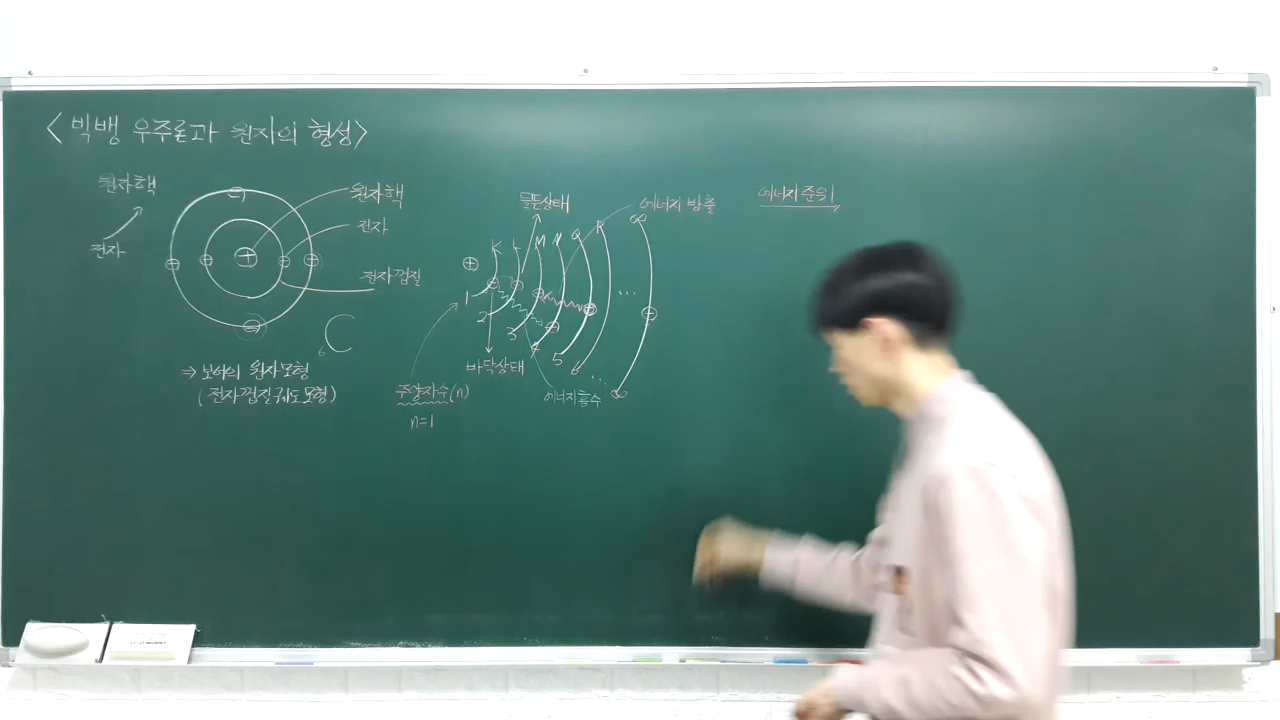 <빅뱅 우주론과 원자의 형성>
원자핵
전자
원자핵
전자
전자껍질
6C
⇒ 보어의 원자 모형
(전자껍질 궤도 모형)
들뜬상태
에너지 방출
에너지 준위
K L M N O P ∞
1 2 3 4 5 6 ... ∞
바닥상태
에너지 흡수
주양자수(n)
n=1